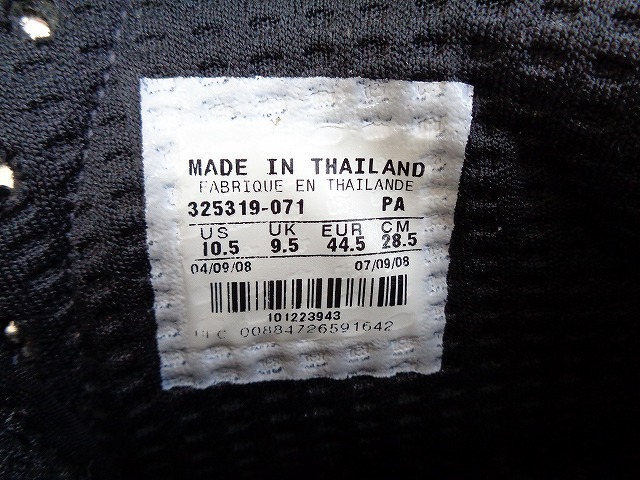 MADE IN THAILAND
FABRIQUE EN THAILANDE
325319-071 PA
US UK EUR CM
10.5 9.5 44.5 28.5
04/09/08 07/09/08
101223943
UPC 00884726591642